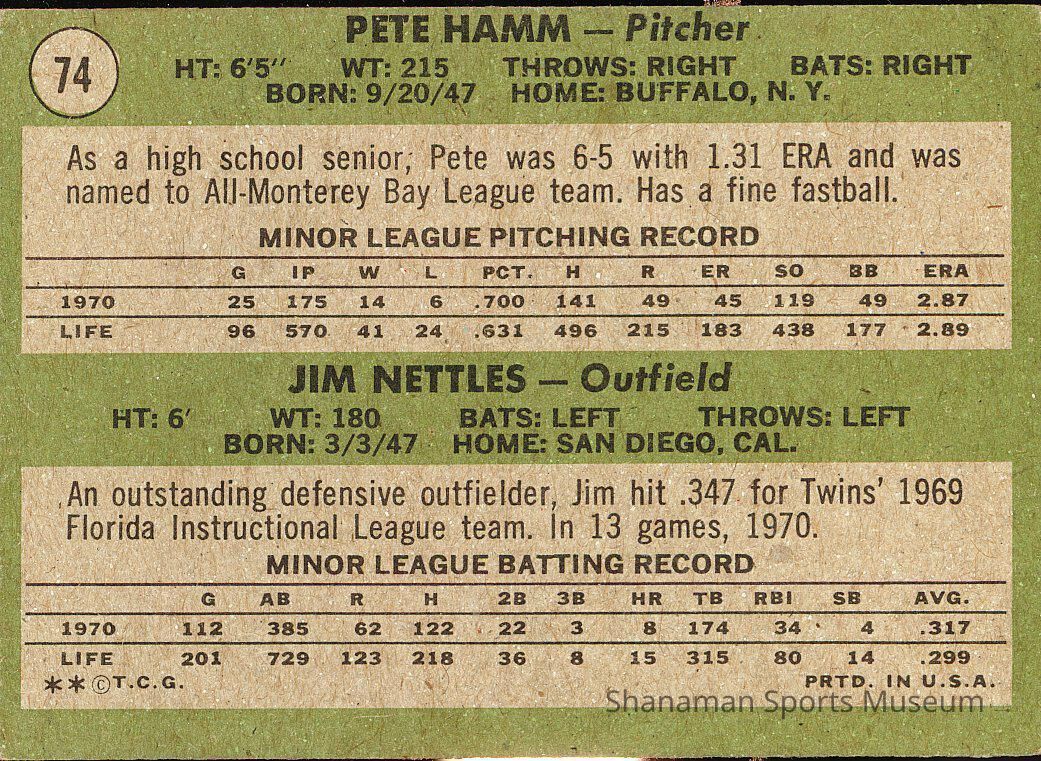 PETE HAMM — Pitcher
74
HT: 6'5" WT: 215 THROWS: RIGHT BATS: RIGHT
BORN: 9/20/47 HOME: BUFFALO, N. Y.
As a high school senior, Pete was 6-5 with 1.31 ERA and was
named to All-Monterey Bay League team. Has a fine fastball.
MINOR LEAGUE PITCHING RECORD
G IP W L PCT. H R ER SO BB ERA
1970 25 175 14 6 .700 141 49 45 119 49 2.87
LIFE 96 570 41 24 .631 496 215 183 438 177 2.89
JIM NETTLES — Outfield
HT: 6' WT: 180 BATS: LEFT THROWS: LEFT
BORN: 3/3/47 HOME: SAN DIEGO, CAL.
An outstanding defensive outfielder, Jim hit .347 for Twins' 1969
Florida Instructional League team. In 13 games, 1970.
MINOR LEAGUE BATTING RECORD
G AB R H 2B 3B HR TB RBI SB AVG.
1970 112 385 62 122 22 3 8 174 34 4 .317
LIFE 201 729 123 218 36 8 15 315 80 14 .299
**©T.C.G. PRTD. IN U.S.A.
Shanaman Sports Museum